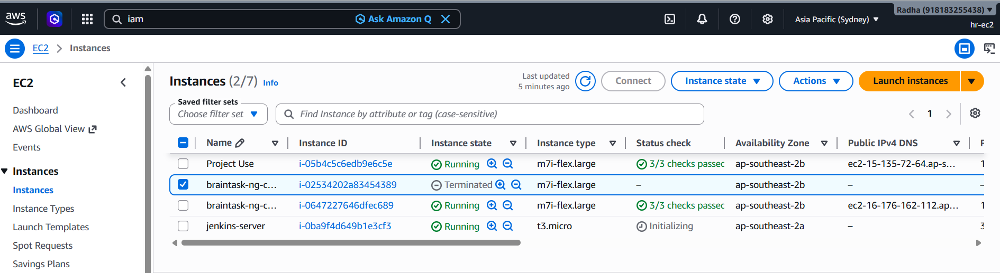 aws
iam
Ask Amazon Q
Asia Pacific (Sydney)
Radha (918183255438)
hr-ec2
EC2
Instances
EC2
Dashboard
AWS Global View
Events
Instances
Instances
Instance Types
Launch Templates
Spot Requests
Savings Plans
Instances (2/7) Info
Last updated
5 minutes ago
Connect
Instance state
Actions
Launch instances
Saved filter sets
Choose filter set
Find Instance by attribute or tag (case-sensitive)
1
Name Instance ID Instance state Instance type Status check Availability Zone Public IPv4 DNS P
Project Use i-05b4c5c6edb9e6c5e Running m7i-flex.large 3/3 checks passed ap-southeast-2b ec2-15-135-72-64.ap-s... 1
braintask-ng-c... i-02534202a83454389 Terminated m7i-flex.large – ap-southeast-2b – –
braintask-ng-c... i-0647227646dfec689 Running m7i-flex.large 3/3 checks passed ap-southeast-2b ec2-16-176-162-112.ap... 1
jenkins-server i-0ba9f4d649b1e3cf3 Running t3.micro Initializing ap-southeast-2a – 3